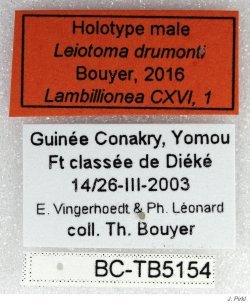 Holotype male
Leiotoma drumonti
Bouyer, 2016
Lambillionea CXVI, 1
Guinée Conakry, Yomou
Ft classée de Diéké
14/26-III-2003
E. Vingerhoedt & Ph. Léonard
coll. Th. Bouyer
BC-TB5154
J. Pirkl